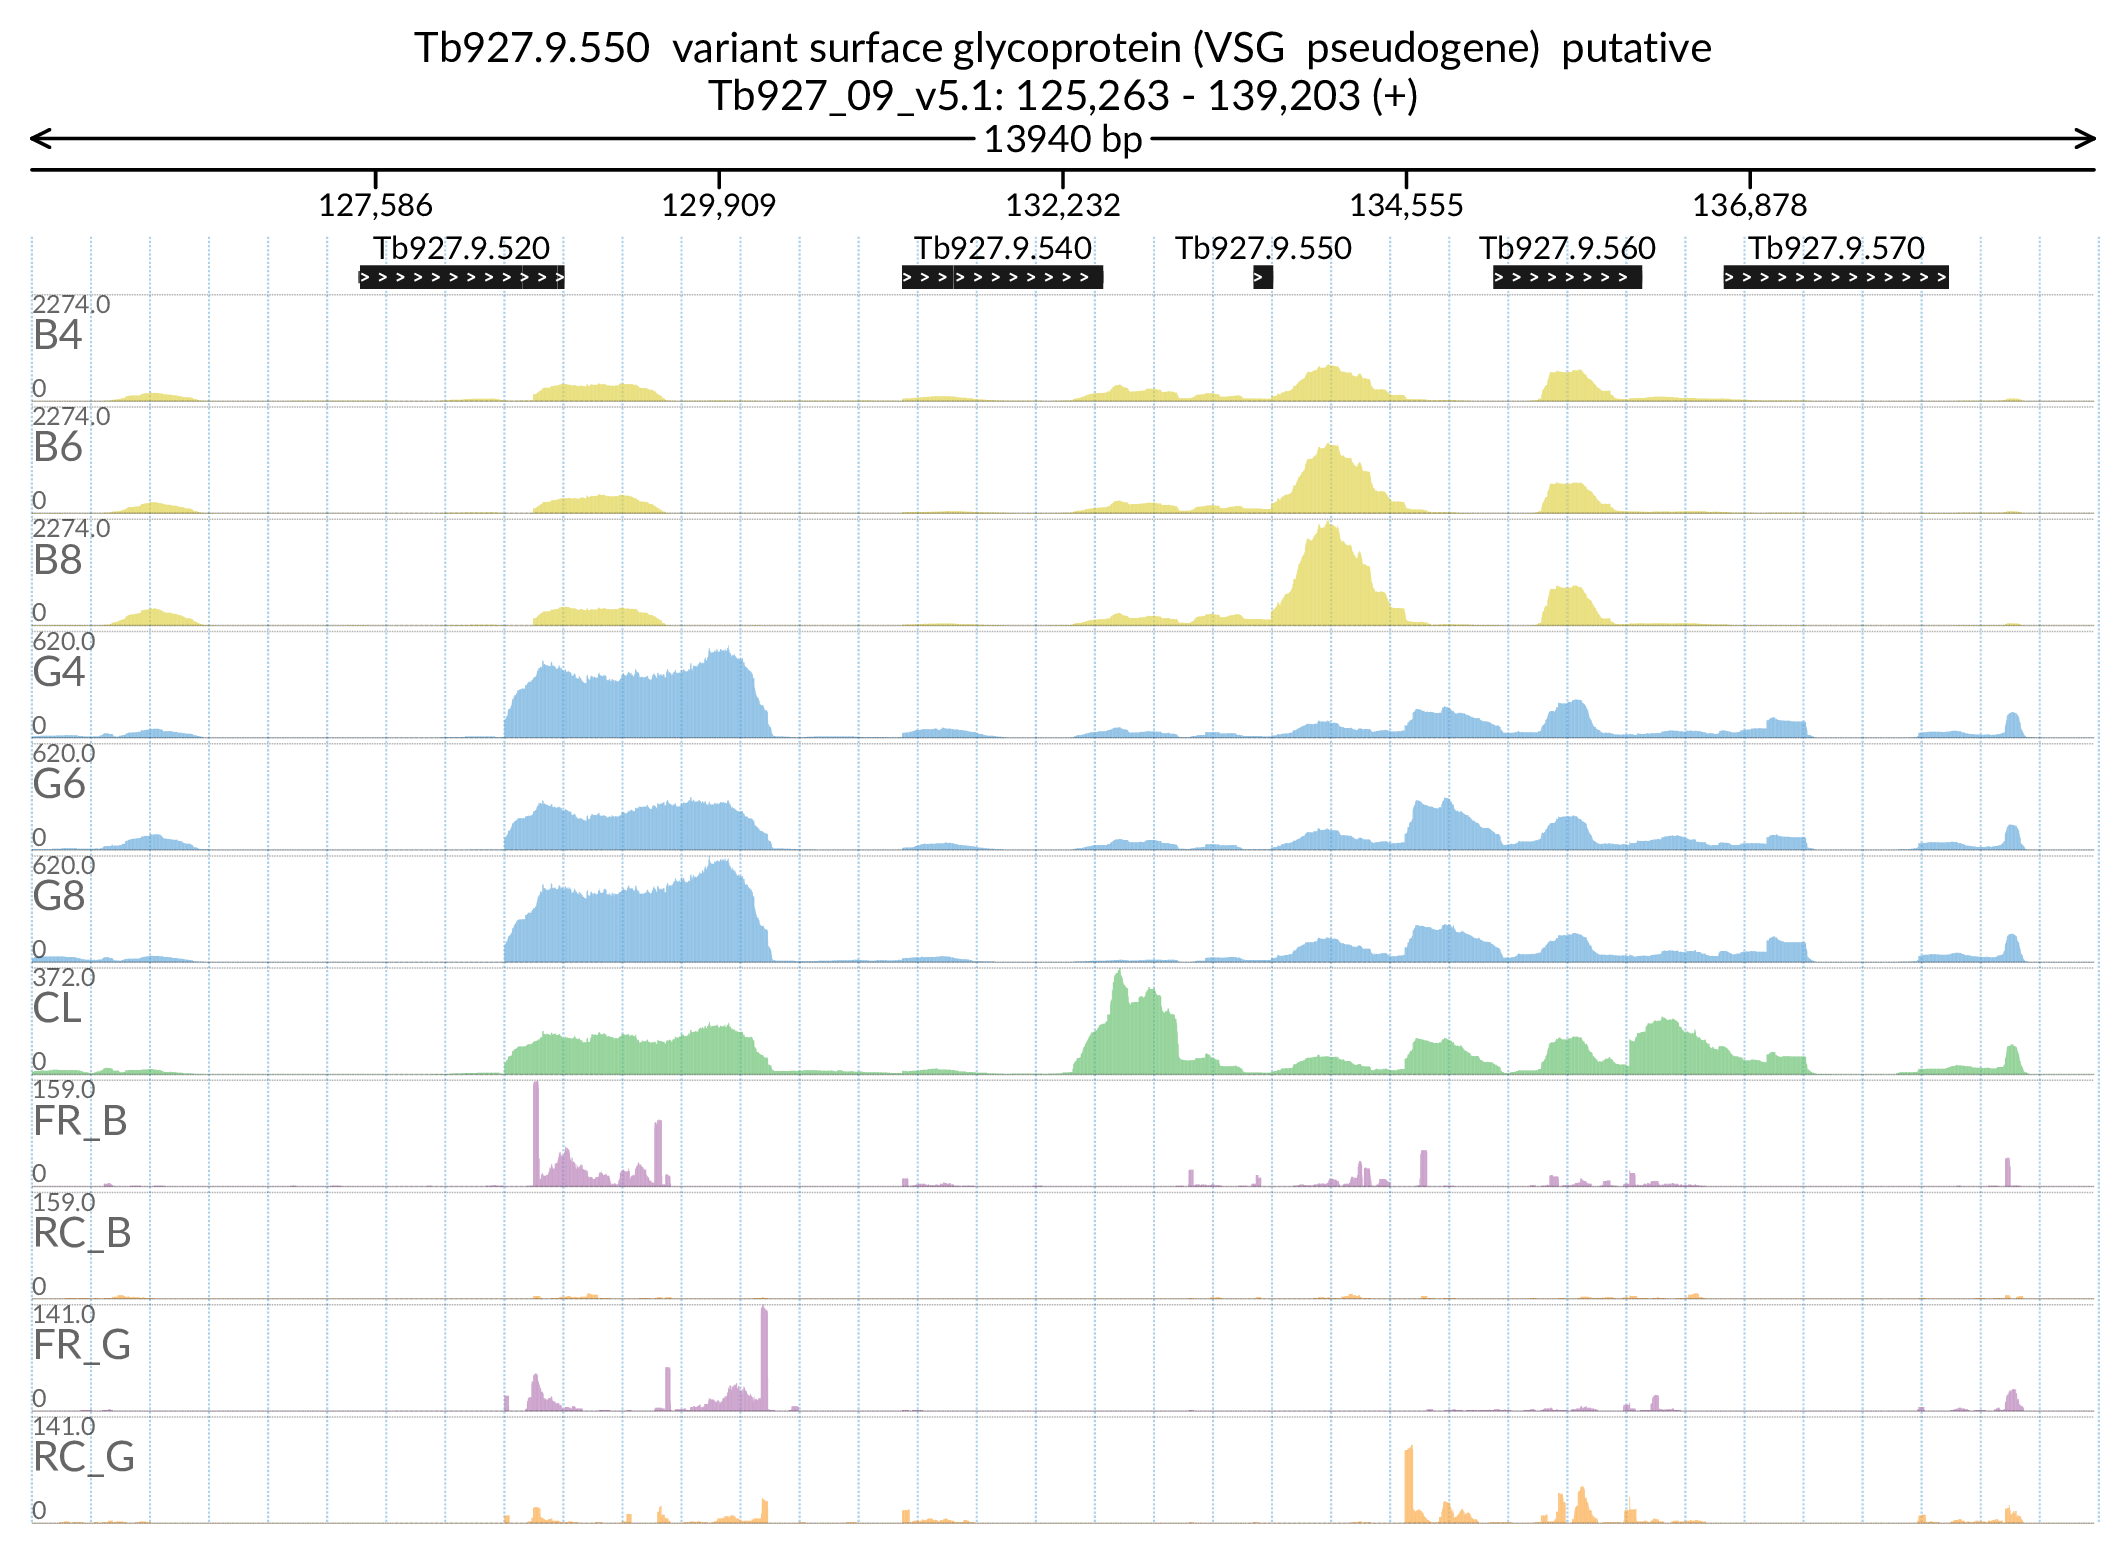 Tb927.9.550 variant surface glycoprotein (VSG pseudogene) putative
Tb927_09_v5.1: 125,263 - 139,203 (+)
13940 bp
127,586 129,909 132,232 134,555 136,878
Tb927.9.520 Tb927.9.540 Tb927.9.550 Tb927.9.560 Tb927.9.570
2274.0
B4
0
2274.0
B6
0
2274.0
B8
0
620.0
G4
0
620.0
G6
0
620.0
G8
0
372.0
CL
0
159.0
FR_B
0
159.0
RC_B
0
141.0
FR_G
0
141.0
RC_G
0